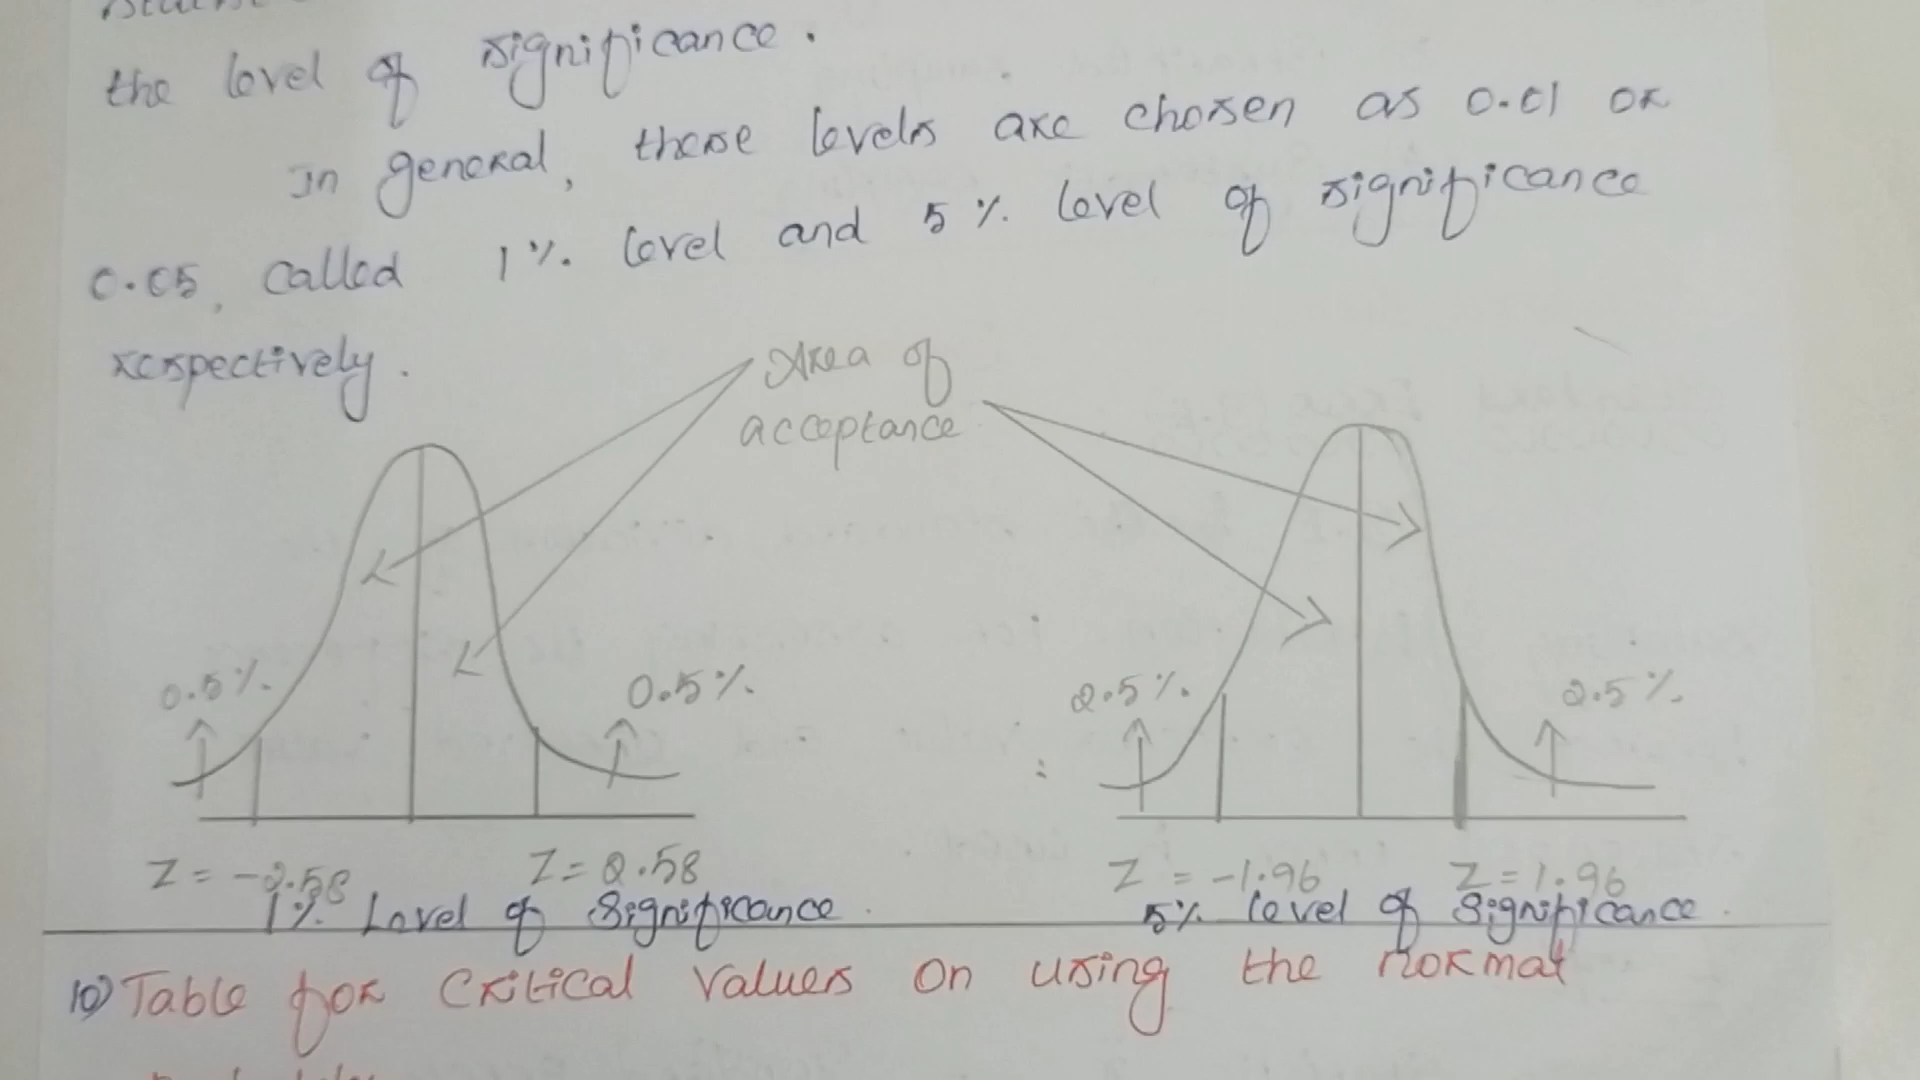 the level of significance.
In general, these levels are chosen as 0.01 or
0.05, called 1% level and 5% level of significance
respectively.
Area of
acceptance
0.5%.
0.5%.
2.5%.
2.5%.
Z = -2.58
Z = 2.58
Z = -1.96
Z = 1.96
1% Level of Significance.
5% level of Significance.
10) Table for Critical Values on using the normal